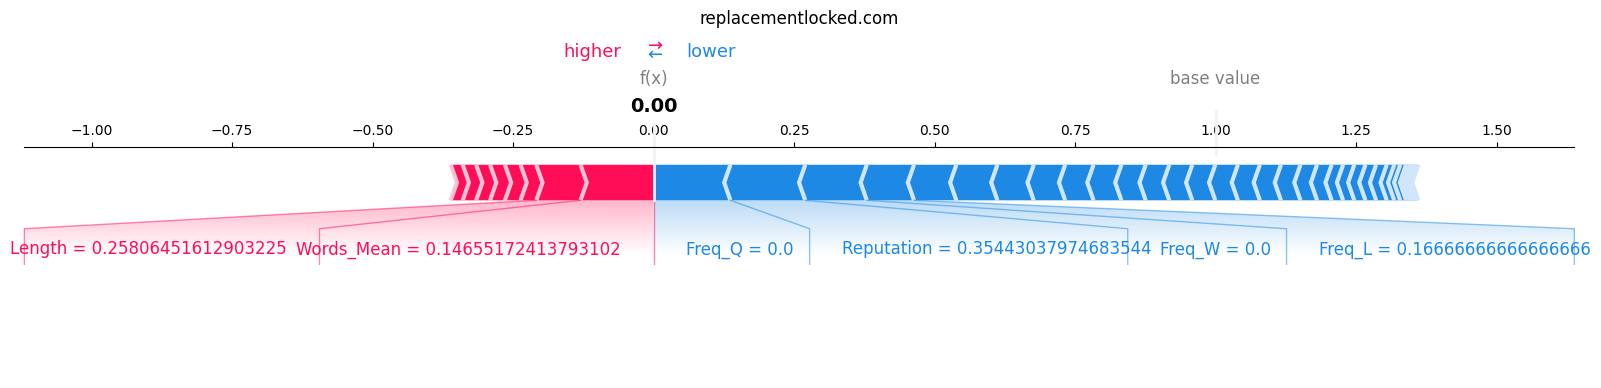 replacementlocked.com
higher ⇄ lower
f(x) base value
0.00
−1.00 −0.75 −0.50 −0.25 0.00 0.25 0.50 0.75 1.00 1.25 1.50
Length = 0.25806451612903225 Words_Mean = 0.14655172413793102 Freq_Q = 0.0 Reputation = 0.35443037974683544 Freq_W = 0.0 Freq_L = 0.16666666666666666